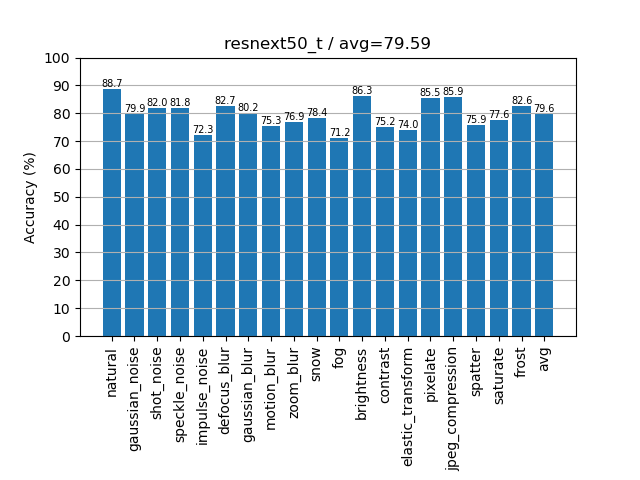 resnext50_t / avg=79.59
Accuracy (%)
100
90
80
70
60
50
40
30
20
10
0
88.7
79.9
82.0
81.8
72.3
82.7
80.2
75.3
76.9
78.4
71.2
86.3
75.2
74.0
85.5
85.9
75.9
77.6
82.6
79.6
natural
gaussian_noise
shot_noise
speckle_noise
impulse_noise
defocus_blur
gaussian_blur
motion_blur
zoom_blur
snow
fog
brightness
contrast
elastic_transform
pixelate
jpeg_compression
spatter
saturate
frost
avg